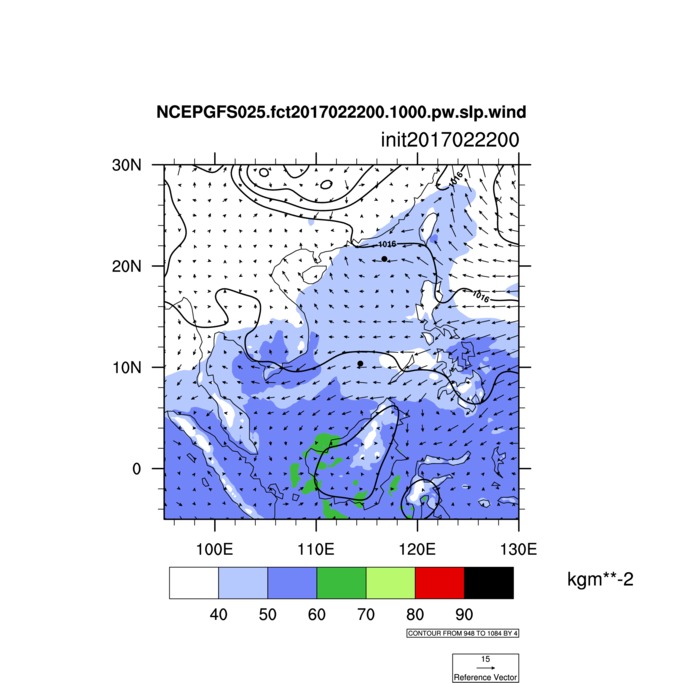 NCEPGFS025.fct2017022200.1000.pw.slp.wind
init2017022200
30N
1016
1016
20N
1016
10N
0
100E 110E 120E 130E
kgm**-2
40 50 60 70 80 90
CONTOUR FROM 948 TO 1084 BY 4
15
Reference Vector